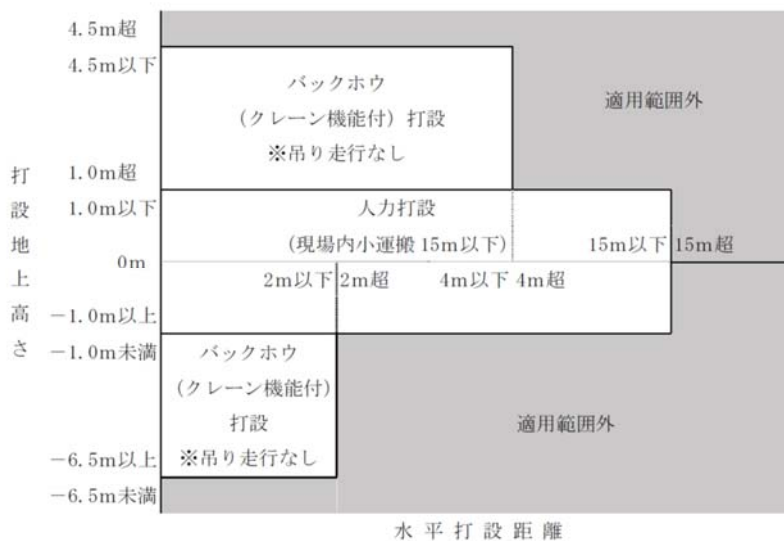 4.5m超
4.5m以下
バックホウ
(クレーン機能付) 打設
※吊り走行なし
適用範囲外
打設地上高さ
1.0m超
1.0m以下
人力打設
(現場内小運搬 15m以下)
15m以下
15m超
0m
2m以下
2m超
4m以下
4m超
－1.0m以上
－1.0m未満
バックホウ
(クレーン機能付)
打設
※吊り走行なし
適用範囲外
－6.5m以上
－6.5m未満
水平打設距離